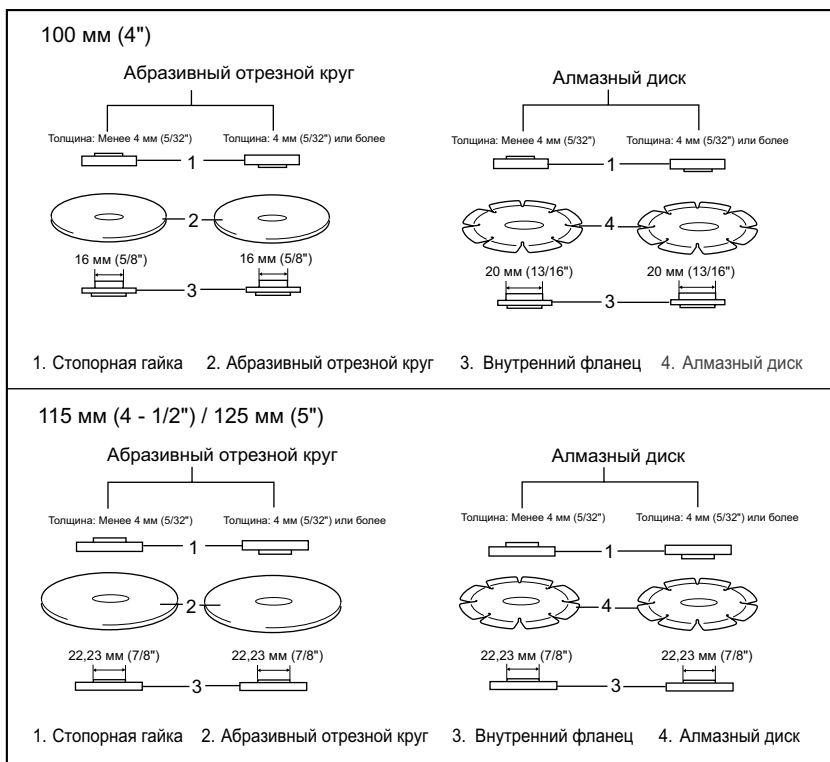 100 мм (4")
Абразивный отрезной круг
Алмазный диск
Толщина: Менее 4 мм (5/32") Толщина: 4 мм (5/32") или более
Толщина: Менее 4 мм (5/32") Толщина: 4 мм (5/32") или более
1
1
2
4
16 мм (5/8") 16 мм (5/8")
20 мм (13/16") 20 мм (13/16")
3
3
1. Стопорная гайка 2. Абразивный отрезной круг 3. Внутренний фланец 4. Алмазный диск
115 мм (4 - 1/2") / 125 мм (5")
Абразивный отрезной круг
Алмазный диск
Толщина: Менее 4 мм (5/32") Толщина: 4 мм (5/32") или более
Толщина: Менее 4 мм (5/32") Толщина: 4 мм (5/32") или более
1
1
2
4
22,23 мм (7/8") 22,23 мм (7/8")
22,23 мм (7/8") 22,23 мм (7/8")
3
3
1. Стопорная гайка 2. Абразивный отрезной круг 3. Внутренний фланец 4. Алмазный диск